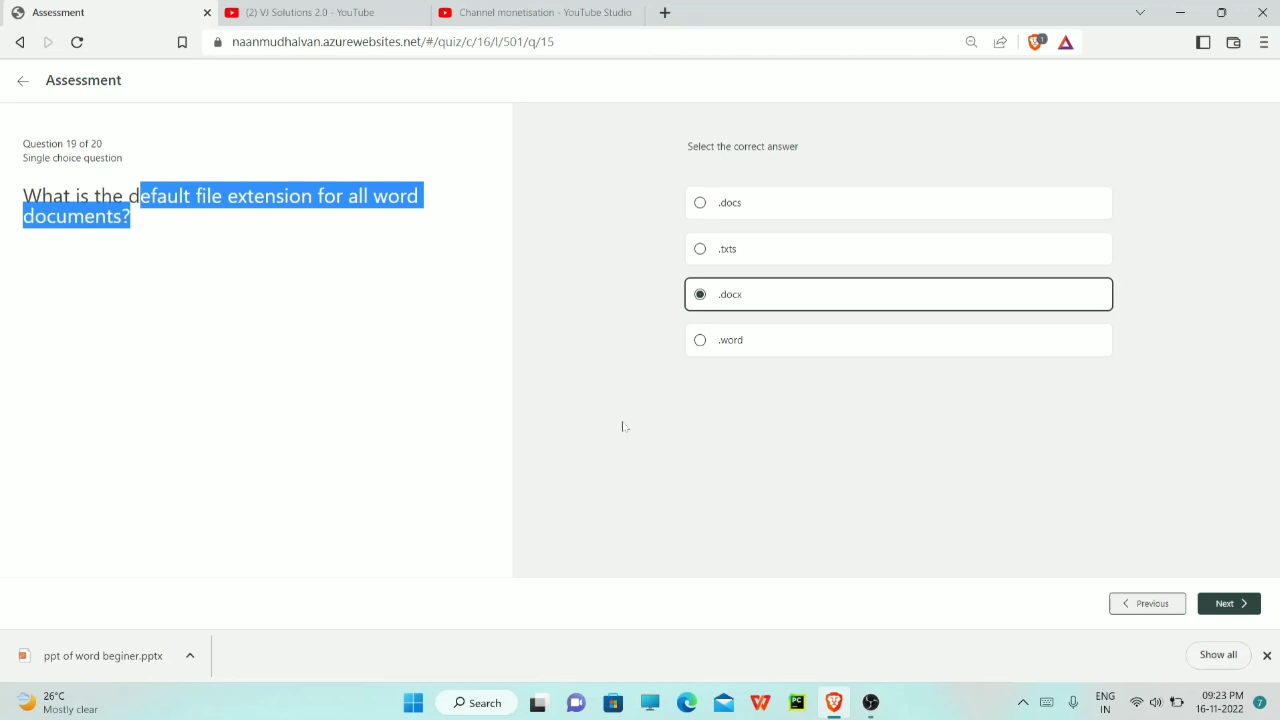 Assessment
(2) VJ Solutions 2.0 - YouTube
Channel monetisation - YouTube Studio
naanmudhalvan.azurewebsites.net/#/quiz/c/16/l/501/q/15
1
Assessment
Question 19 of 20
Single choice question
What is the default file extension for all word
documents?
Select the correct answer
.docs
.txts
.docx
.word
Previous
Next
ppt of word beginer.pptx
Show all
26°C
Mostly clear
Search
PC
ENG
IN
09:23 PM
16-11-2022
7